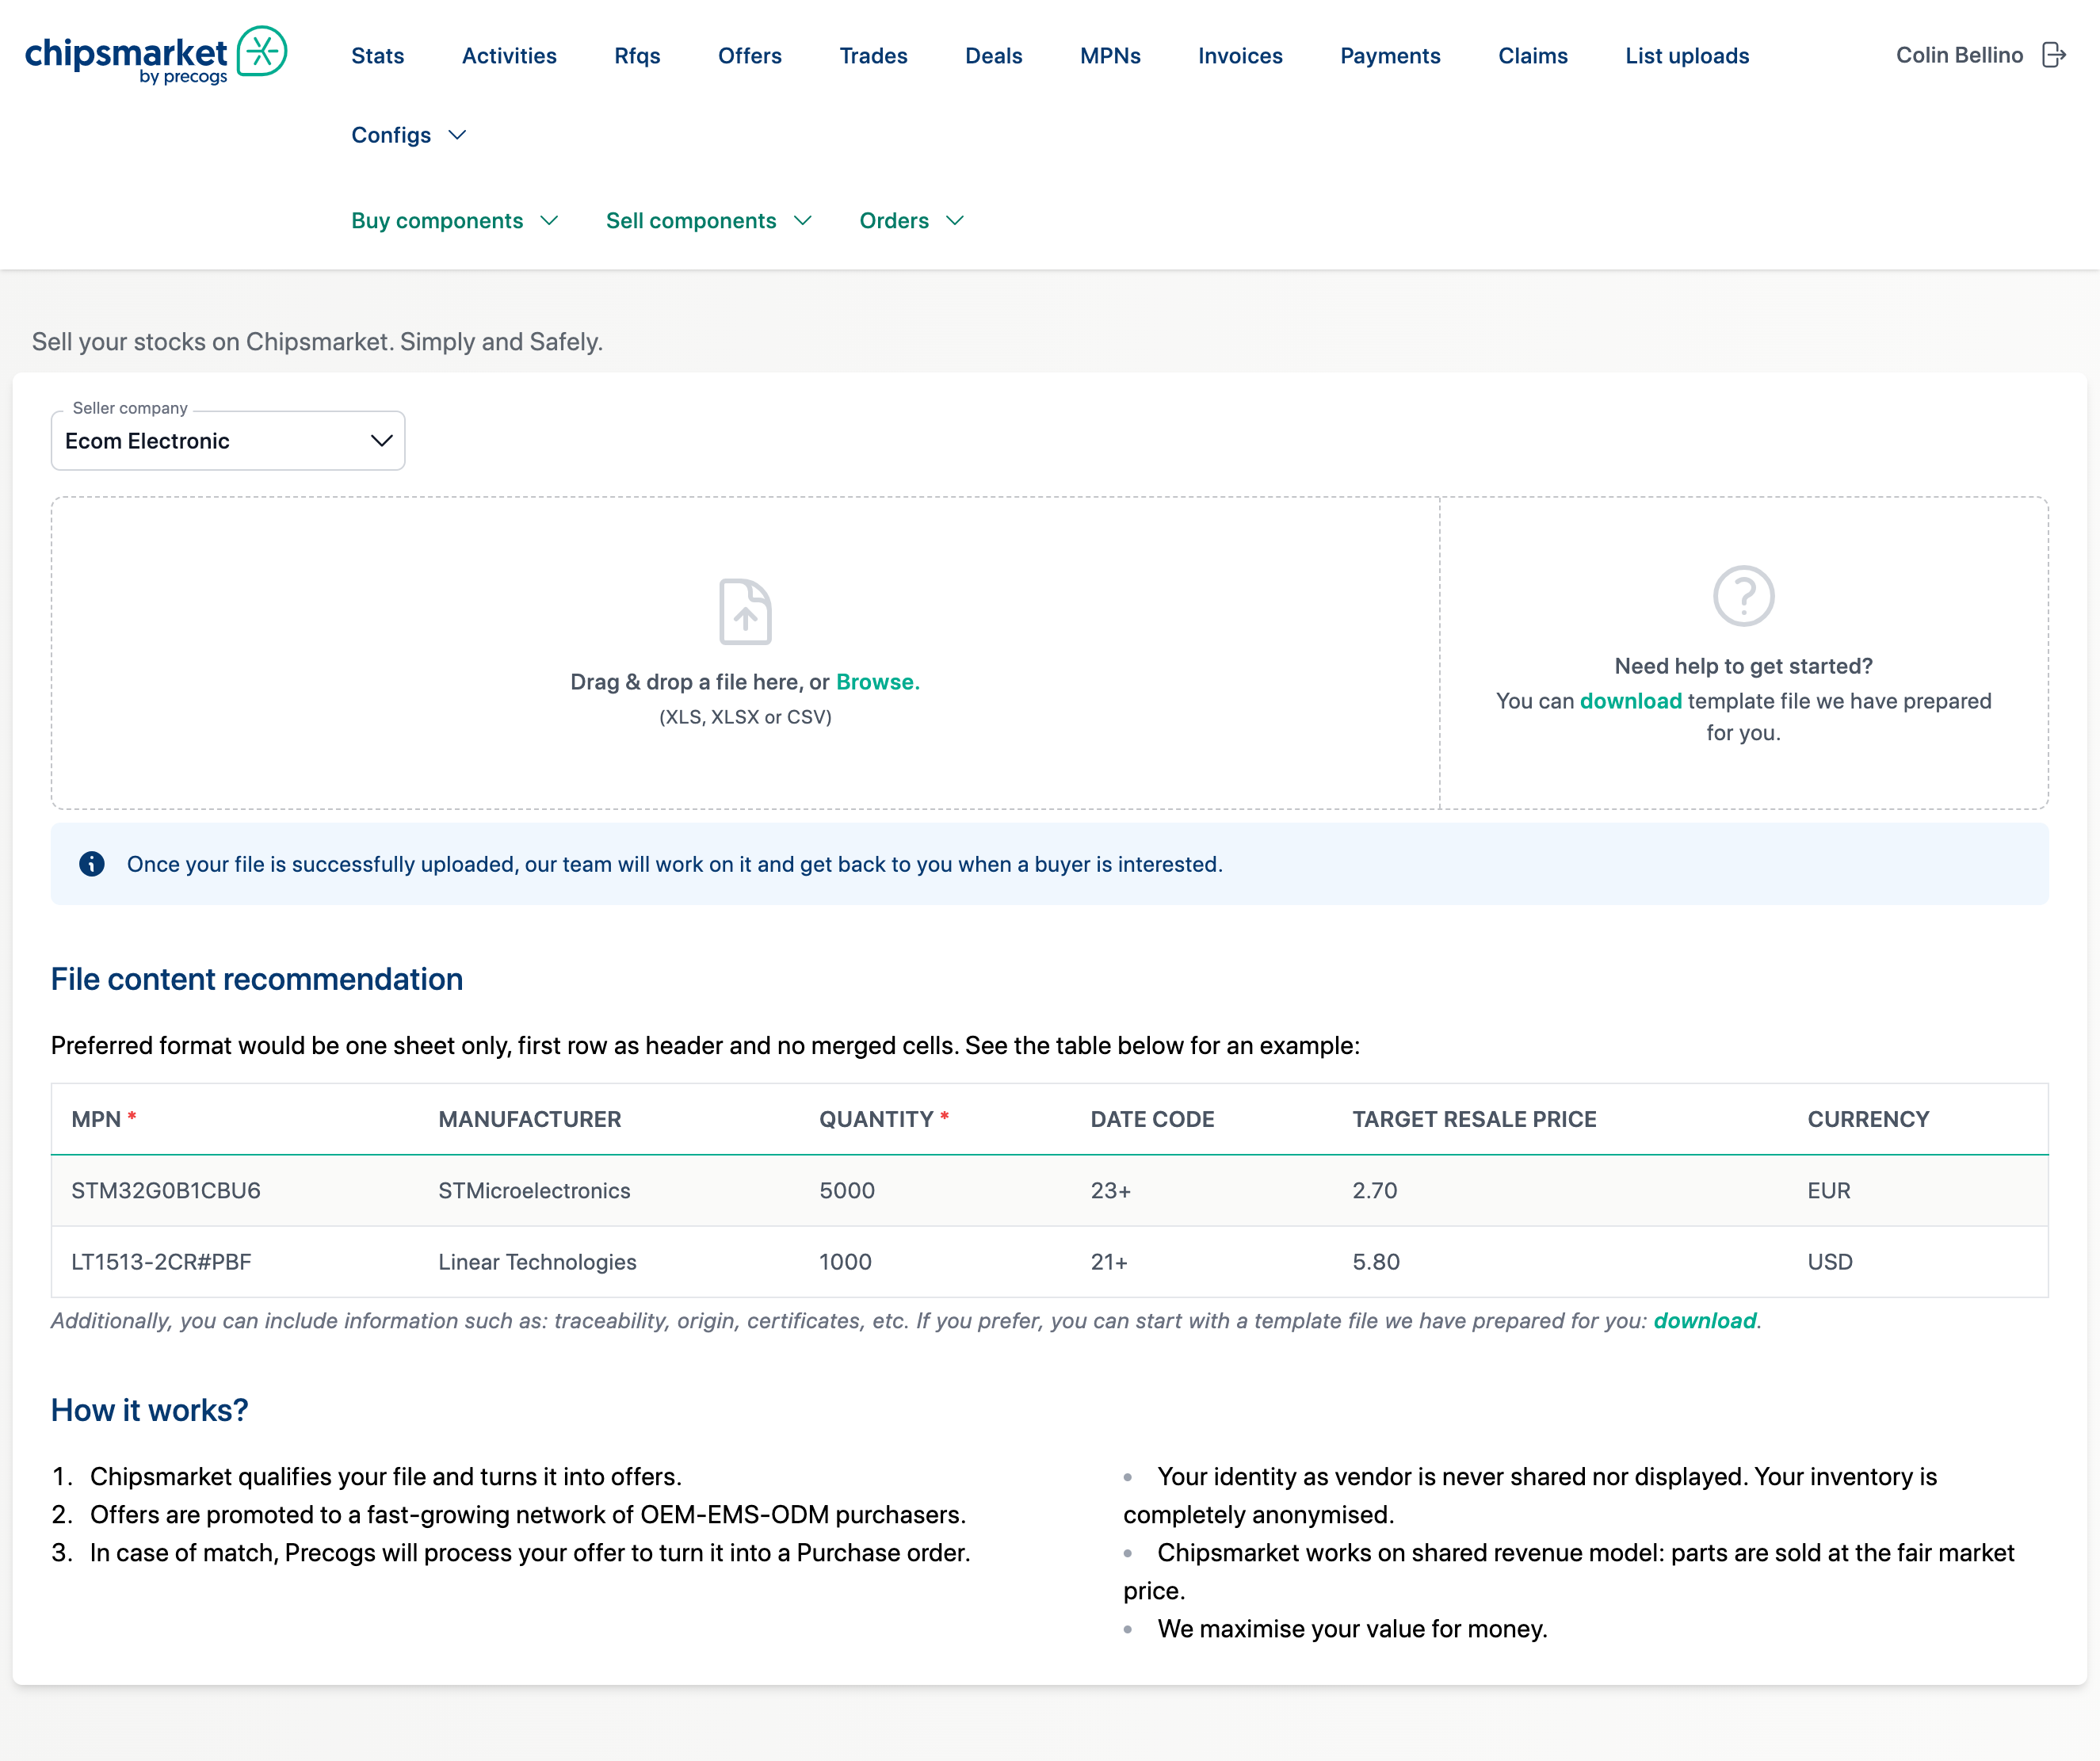 chipsmarket
by precogs
Stats Activities Rfqs Offers Trades Deals MPNs Invoices Payments Claims List uploads
Colin Bellino
Configs
Buy components Sell components Orders
Sell your stocks on Chipsmarket. Simply and Safely.
Seller company
Ecom Electronic
Drag & drop a file here, or Browse.
(XLS, XLSX or CSV)
Need help to get started?
You can download template file we have prepared
for you.
Once your file is successfully uploaded, our team will work on it and get back to you when a buyer is interested.
File content recommendation
Preferred format would be one sheet only, first row as header and no merged cells. See the table below for an example:
MPN * MANUFACTURER QUANTITY * DATE CODE TARGET RESALE PRICE CURRENCY
STM32G0B1CBU6 STMicroelectronics 5000 23+ 2.70 EUR
LT1513-2CR#PBF Linear Technologies 1000 21+ 5.80 USD
Additionally, you can include information such as: traceability, origin, certificates, etc. If you prefer, you can start with a template file we have prepared for you: download.
How it works?
1. Chipsmarket qualifies your file and turns it into offers.
2. Offers are promoted to a fast-growing network of OEM-EMS-ODM purchasers.
3. In case of match, Precogs will process your offer to turn it into a Purchase order.
• Your identity as vendor is never shared nor displayed. Your inventory is
completely anonymised.
• Chipsmarket works on shared revenue model: parts are sold at the fair market
price.
• We maximise your value for money.